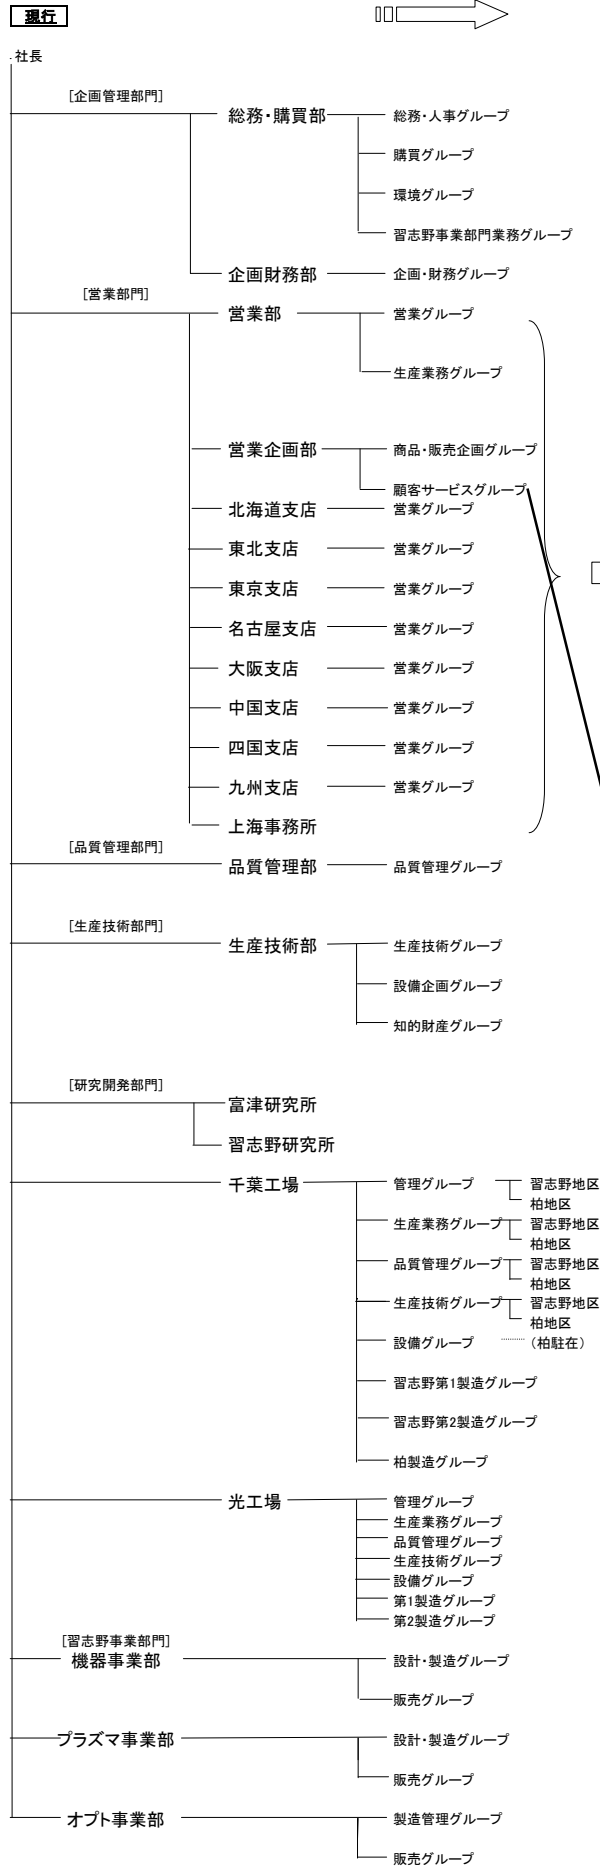 現行
社長
[企画管理部門]
総務・購買部 総務・人事グループ
購買グループ
環境グループ
習志野事業部門業務グループ
企画財務部 企画・財務グループ
[営業部門]
営業部 営業グループ
生産業務グループ
営業企画部 商品・販売企画グループ
顧客サービスグループ
北海道支店 営業グループ
東北支店 営業グループ
東京支店 営業グループ
名古屋支店 営業グループ
大阪支店 営業グループ
中国支店 営業グループ
四国支店 営業グループ
九州支店 営業グループ
上海事務所
[品質管理部門]
品質管理部 品質管理グループ
[生産技術部門]
生産技術部 生産技術グループ
設備企画グループ
知的財産グループ
[研究開発部門]
富津研究所
習志野研究所
千葉工場 管理グループ 習志野地区
柏地区
生産業務グループ 習志野地区
柏地区
品質管理グループ 習志野地区
柏地区
生産技術グループ 習志野地区
柏地区
設備グループ (柏駐在)
習志野第1製造グループ
習志野第2製造グループ
柏製造グループ
光工場 管理グループ
生産業務グループ
品質管理グループ
生産技術グループ
設備グループ
第1製造グループ
第2製造グループ
[習志野事業部門]
機器事業部 設計・製造グループ
販売グループ
プラズマ事業部 設計・製造グループ
販売グループ
オプト事業部 製造管理グループ
販売グループ